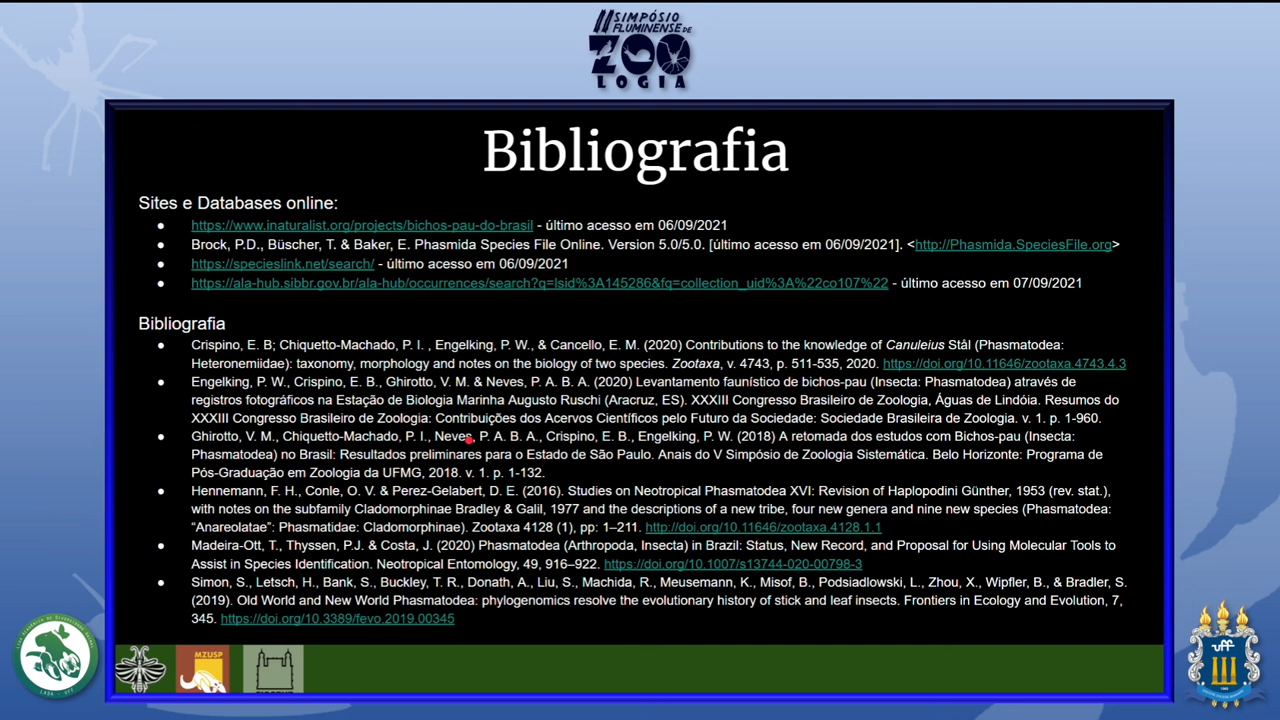 II SIMPÓSIO
FLUMINENSE DE
ZOO
LOGIA
Bibliografia
Sites e Databases online:
● https://www.inaturalist.org/projects/bichos-pau-do-brasil - último acesso em 06/09/2021
● Brock, P.D., Büscher, T. & Baker, E. Phasmida Species File Online. Version 5.0/5.0. [último acesso em 06/09/2021]. <http://Phasmida.SpeciesFile.org>
● https://specieslink.net/search/ - último acesso em 06/09/2021
● https://ala-hub.sibbr.gov.br/ala-hub/occurrences/search?q=lsid%3A145286&fq=collection_uid%3A%22co107%22 - último acesso em 07/09/2021
Bibliografia
● Crispino, E. B; Chiquetto-Machado, P. I. , Engelking, P. W., & Cancello, E. M. (2020) Contributions to the knowledge of Canuleius Stål (Phasmatodea:
Heteronemiidae): taxonomy, morphology and notes on the biology of two species. Zootaxa, v. 4743, p. 511-535, 2020. https://doi.org/10.11646/zootaxa.4743.4.3
● Engelking, P. W., Crispino, E. B., Ghirotto, V. M. & Neves, P. A. B. A. (2020) Levantamento faunístico de bichos-pau (Insecta: Phasmatodea) através de
registros fotográficos na Estação de Biologia Marinha Augusto Ruschi (Aracruz, ES). XXXIII Congresso Brasileiro de Zoologia, Águas de Lindóia. Resumos do
XXXIII Congresso Brasileiro de Zoologia: Contribuições dos Acervos Científicos pelo Futuro da Sociedade: Sociedade Brasileira de Zoologia. v. 1. p. 1-960.
● Ghirotto, V. M., Chiquetto-Machado, P. I., Neves, P. A. B. A., Crispino, E. B., Engelking, P. W. (2018) A retomada dos estudos com Bichos-pau (Insecta:
Phasmatodea) no Brasil: Resultados preliminares para o Estado de São Paulo. Anais do V Simpósio de Zoologia Sistemática. Belo Horizonte: Programa de
Pós-Graduação em Zoologia da UFMG, 2018. v. 1. p. 1-132.
● Hennemann, F. H., Conle, O. V. & Perez-Gelabert, D. E. (2016). Studies on Neotropical Phasmatodea XVI: Revision of Haplopodini Günther, 1953 (rev. stat.),
with notes on the subfamily Cladomorphinae Bradley & Galil, 1977 and the descriptions of a new tribe, four new genera and nine new species (Phasmatodea:
“Anareolatae”: Phasmatidae: Cladomorphinae). Zootaxa 4128 (1), pp: 1–211. http://doi.org/10.11646/zootaxa.4128.1.1
● Madeira-Ott, T., Thyssen, P.J. & Costa, J. (2020) Phasmatodea (Arthropoda, Insecta) in Brazil: Status, New Record, and Proposal for Using Molecular Tools to
Assist in Species Identification. Neotropical Entomology, 49, 916–922. https://doi.org/10.1007/s13744-020-00798-3
● Simon, S., Letsch, H., Bank, S., Buckley, T. R., Donath, A., Liu, S., Machida, R., Meusemann, K., Misof, B., Podsiadlowski, L., Zhou, X., Wipfler, B., & Bradler, S.
(2019). Old World and New World Phasmatodea: phylogenomics resolve the evolutionary history of stick and leaf insects. Frontiers in Ecology and Evolution, 7,
345. https://doi.org/10.3389/fevo.2019.00345
MZUSP
LADA - UFF
uff